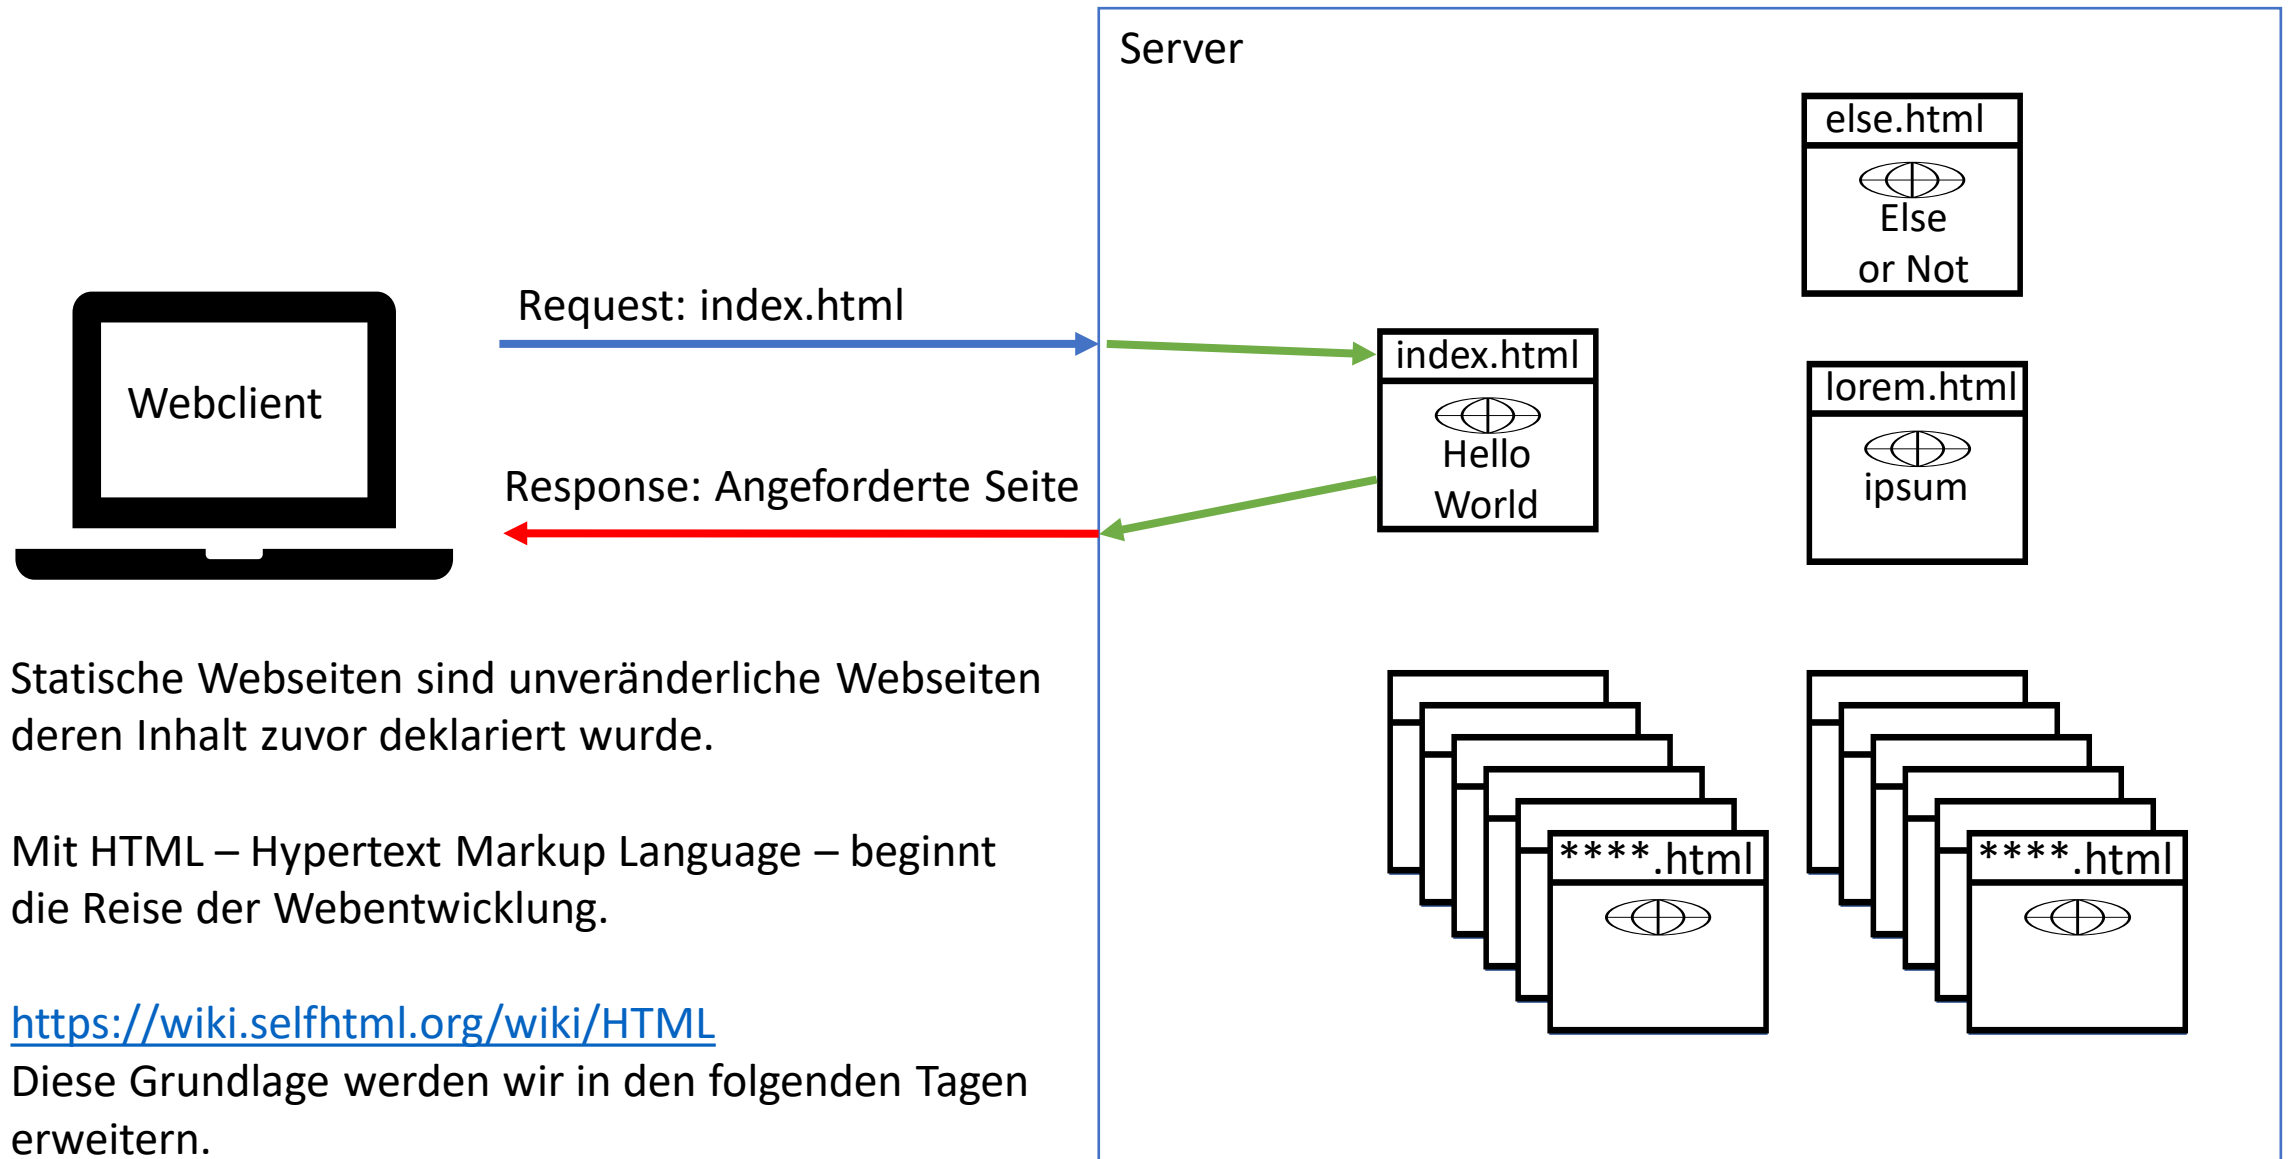 Server
else.html
Else
or Not
Request: index.html
index.html
Hello
World
lorem.html
ipsum
Webclient
Response: Angeforderte Seite
Statische Webseiten sind unveränderliche Webseiten
deren Inhalt zuvor deklariert wurde.
Mit HTML – Hypertext Markup Language – beginnt
die Reise der Webentwicklung.
https://wiki.selfhtml.org/wiki/HTML
Diese Grundlage werden wir in den folgenden Tagen
erweitern.
****.html
****.html